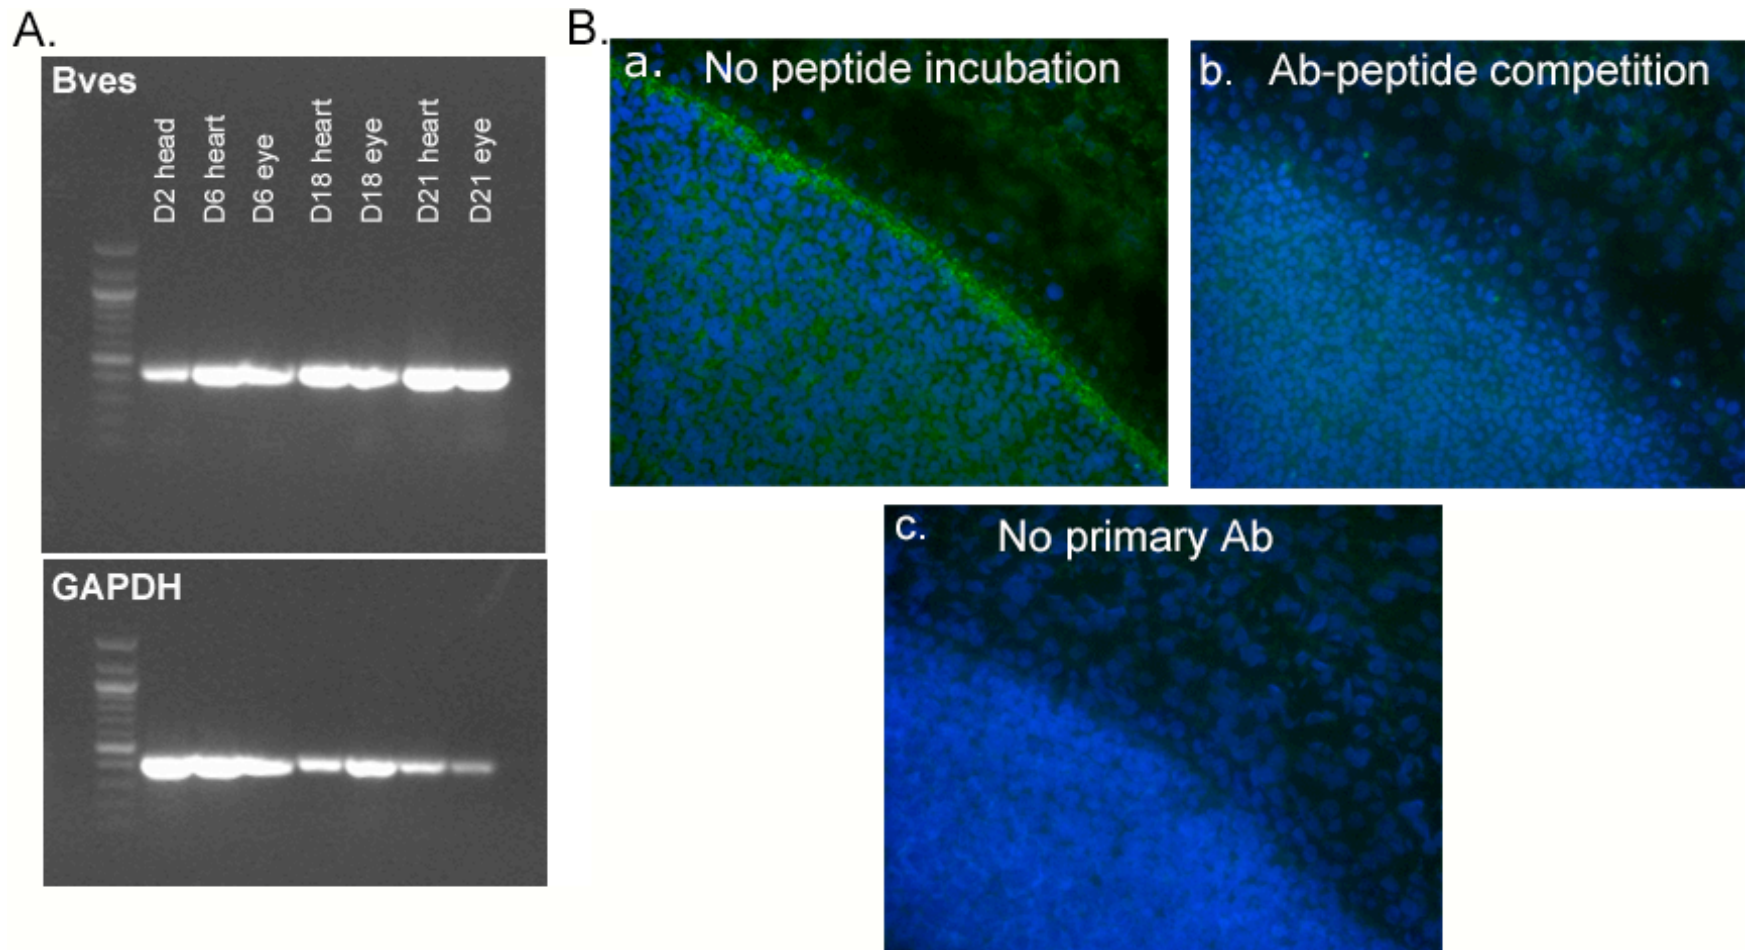 A.
Bves
D2 head
D6 heart
D6 eye
D18 heart
D18 eye
D21 heart
D21 eye
GAPDH
B.
a. No peptide incubation
b. Ab-peptide competition
c. No primary Ab